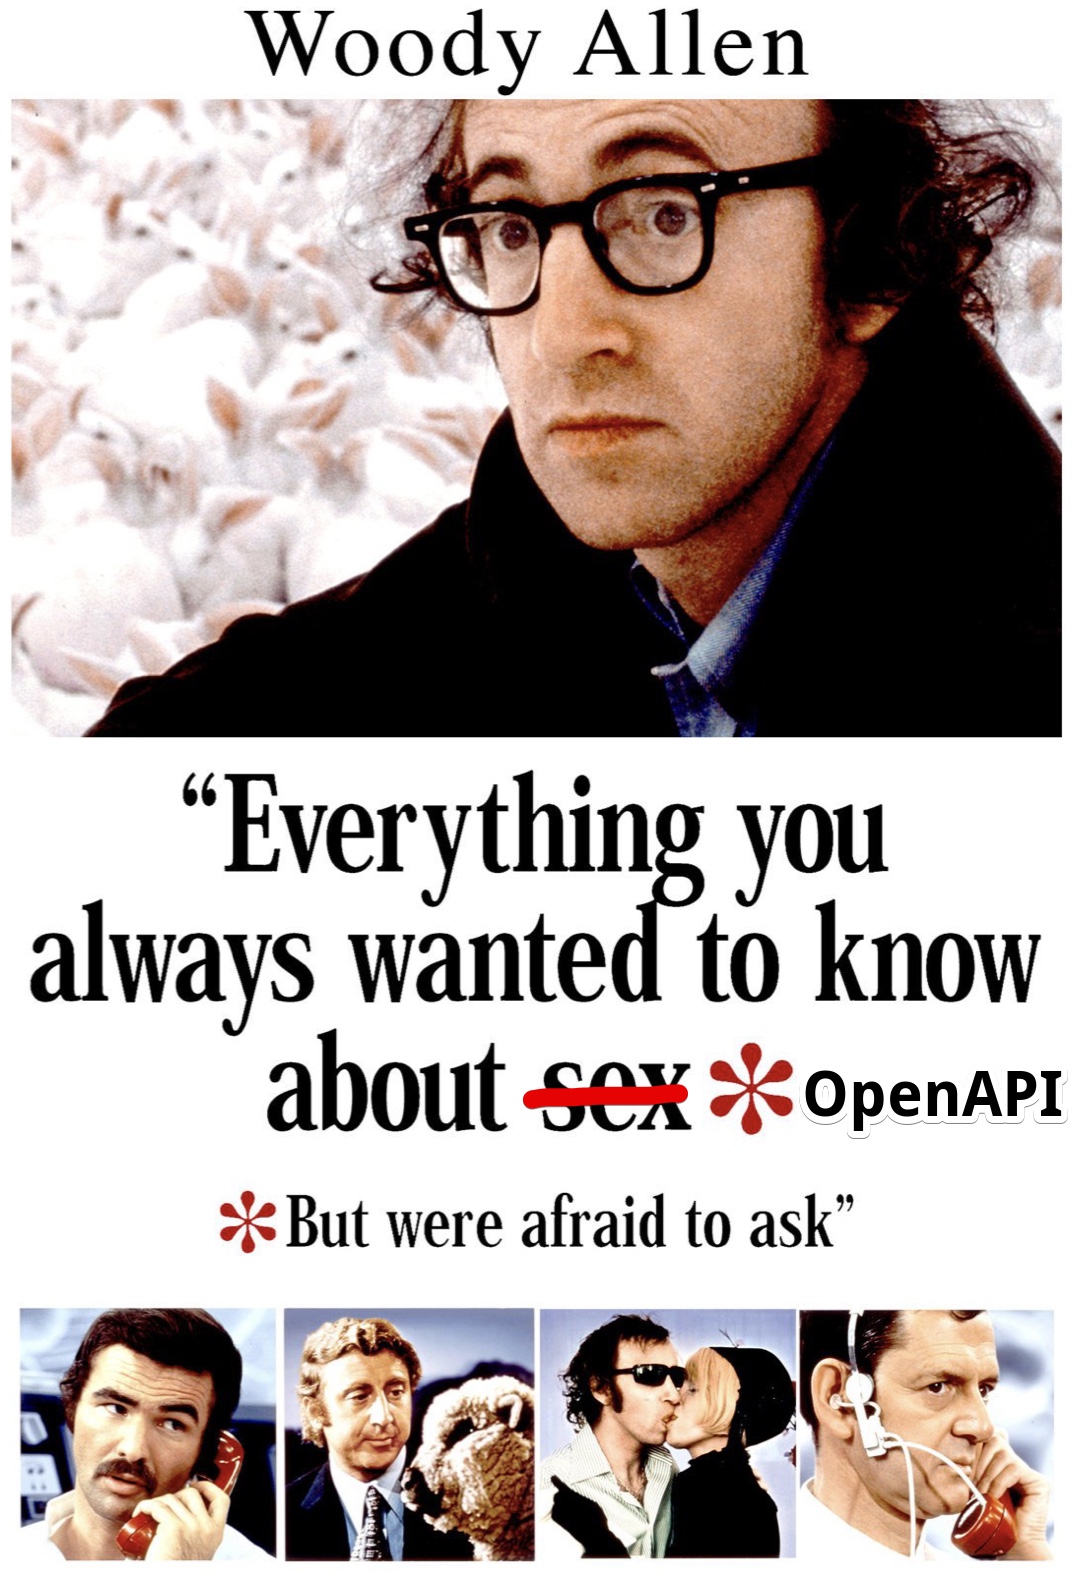 Woody Allen
“Everything you
always wanted to know
about sex * OpenAPI
*But were afraid to ask”